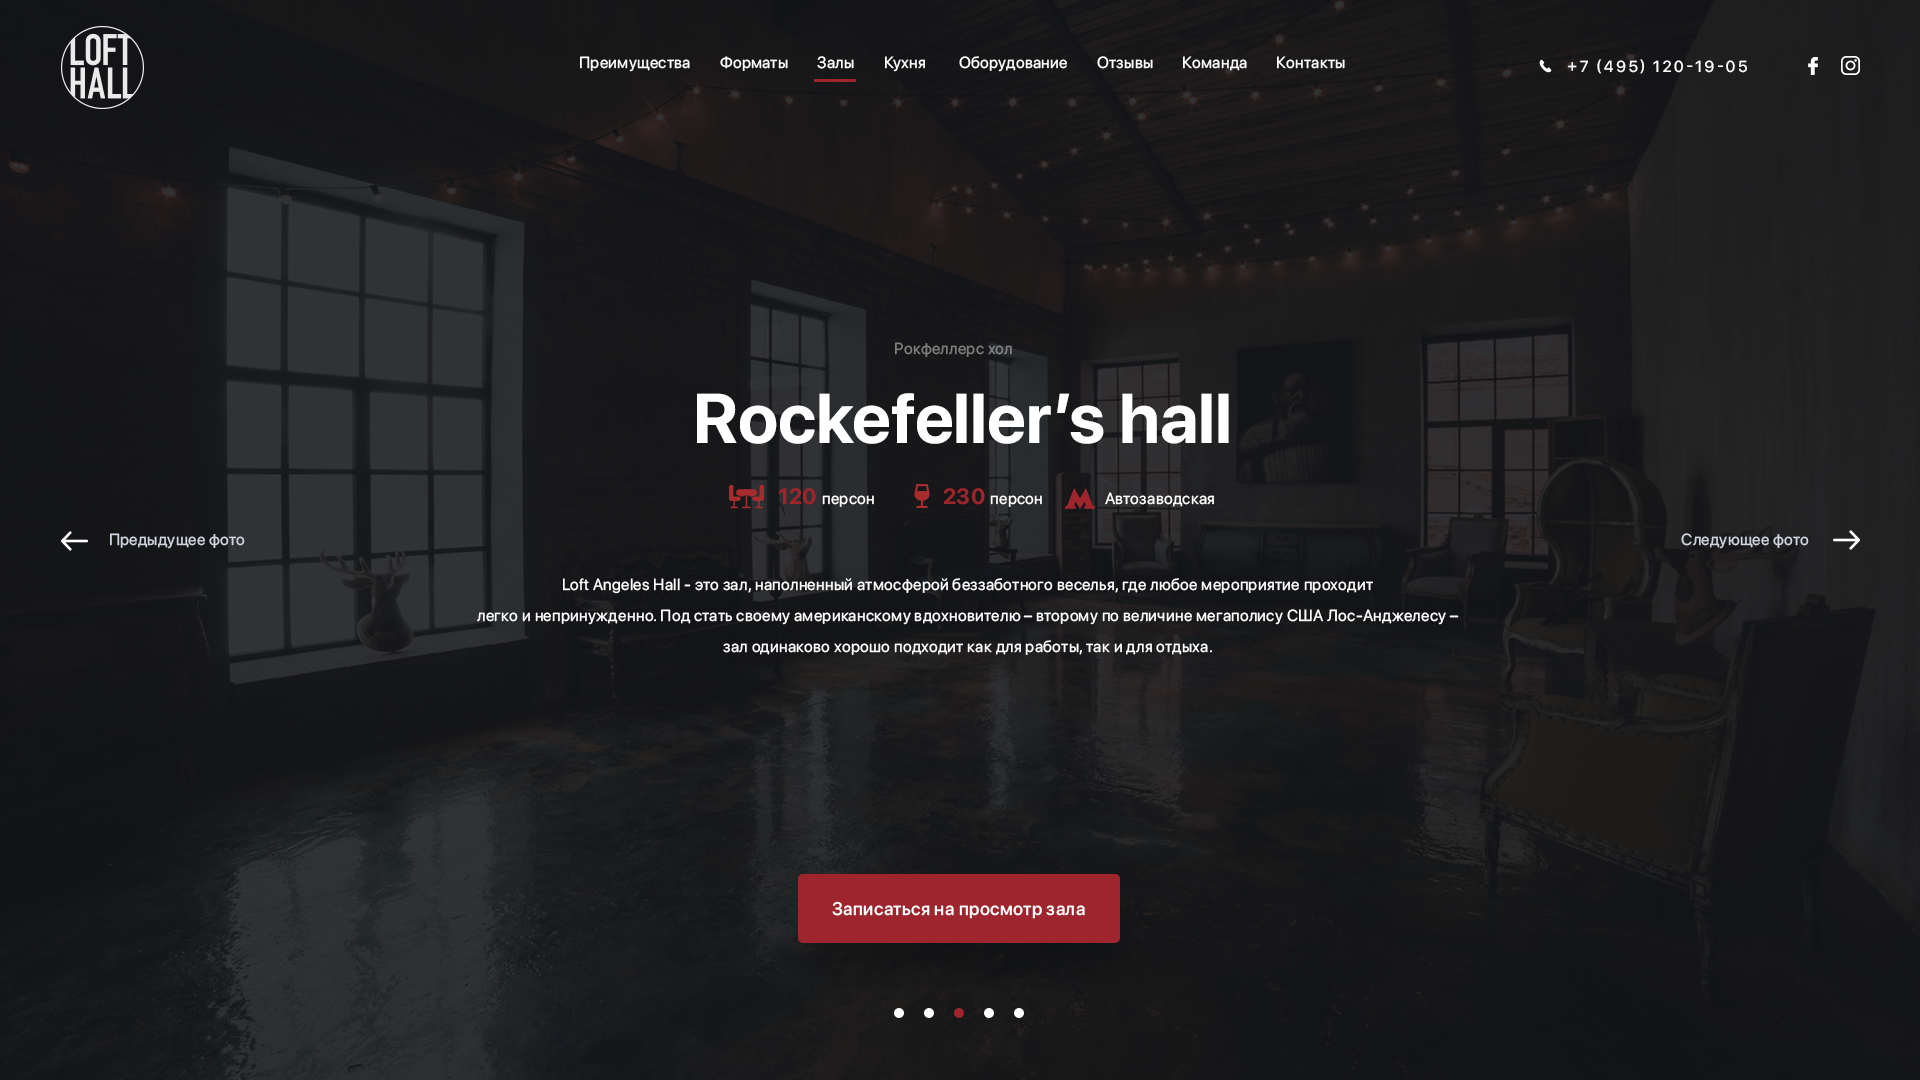 LOFT
HALL
Преимущества Форматы Залы Кухня Оборудование Отзывы Команда Контакты
+7 (495) 120-19-05
Рокфеллерс хол
Rockefeller’s hall
120 персон 230 персон Автозаводская
Предыдущее фото
Следующее фото
Loft Angeles Hall - это зал, наполненный атмосферой беззаботного веселья, где любое мероприятие проходит
легко и непринужденно. Под стать своему американскому вдохновителю – второму по величине мегаполису США Лос-Анджелесу –
зал одинаково хорошо подходит как для работы, так и для отдыха.
Записаться на просмотр зала